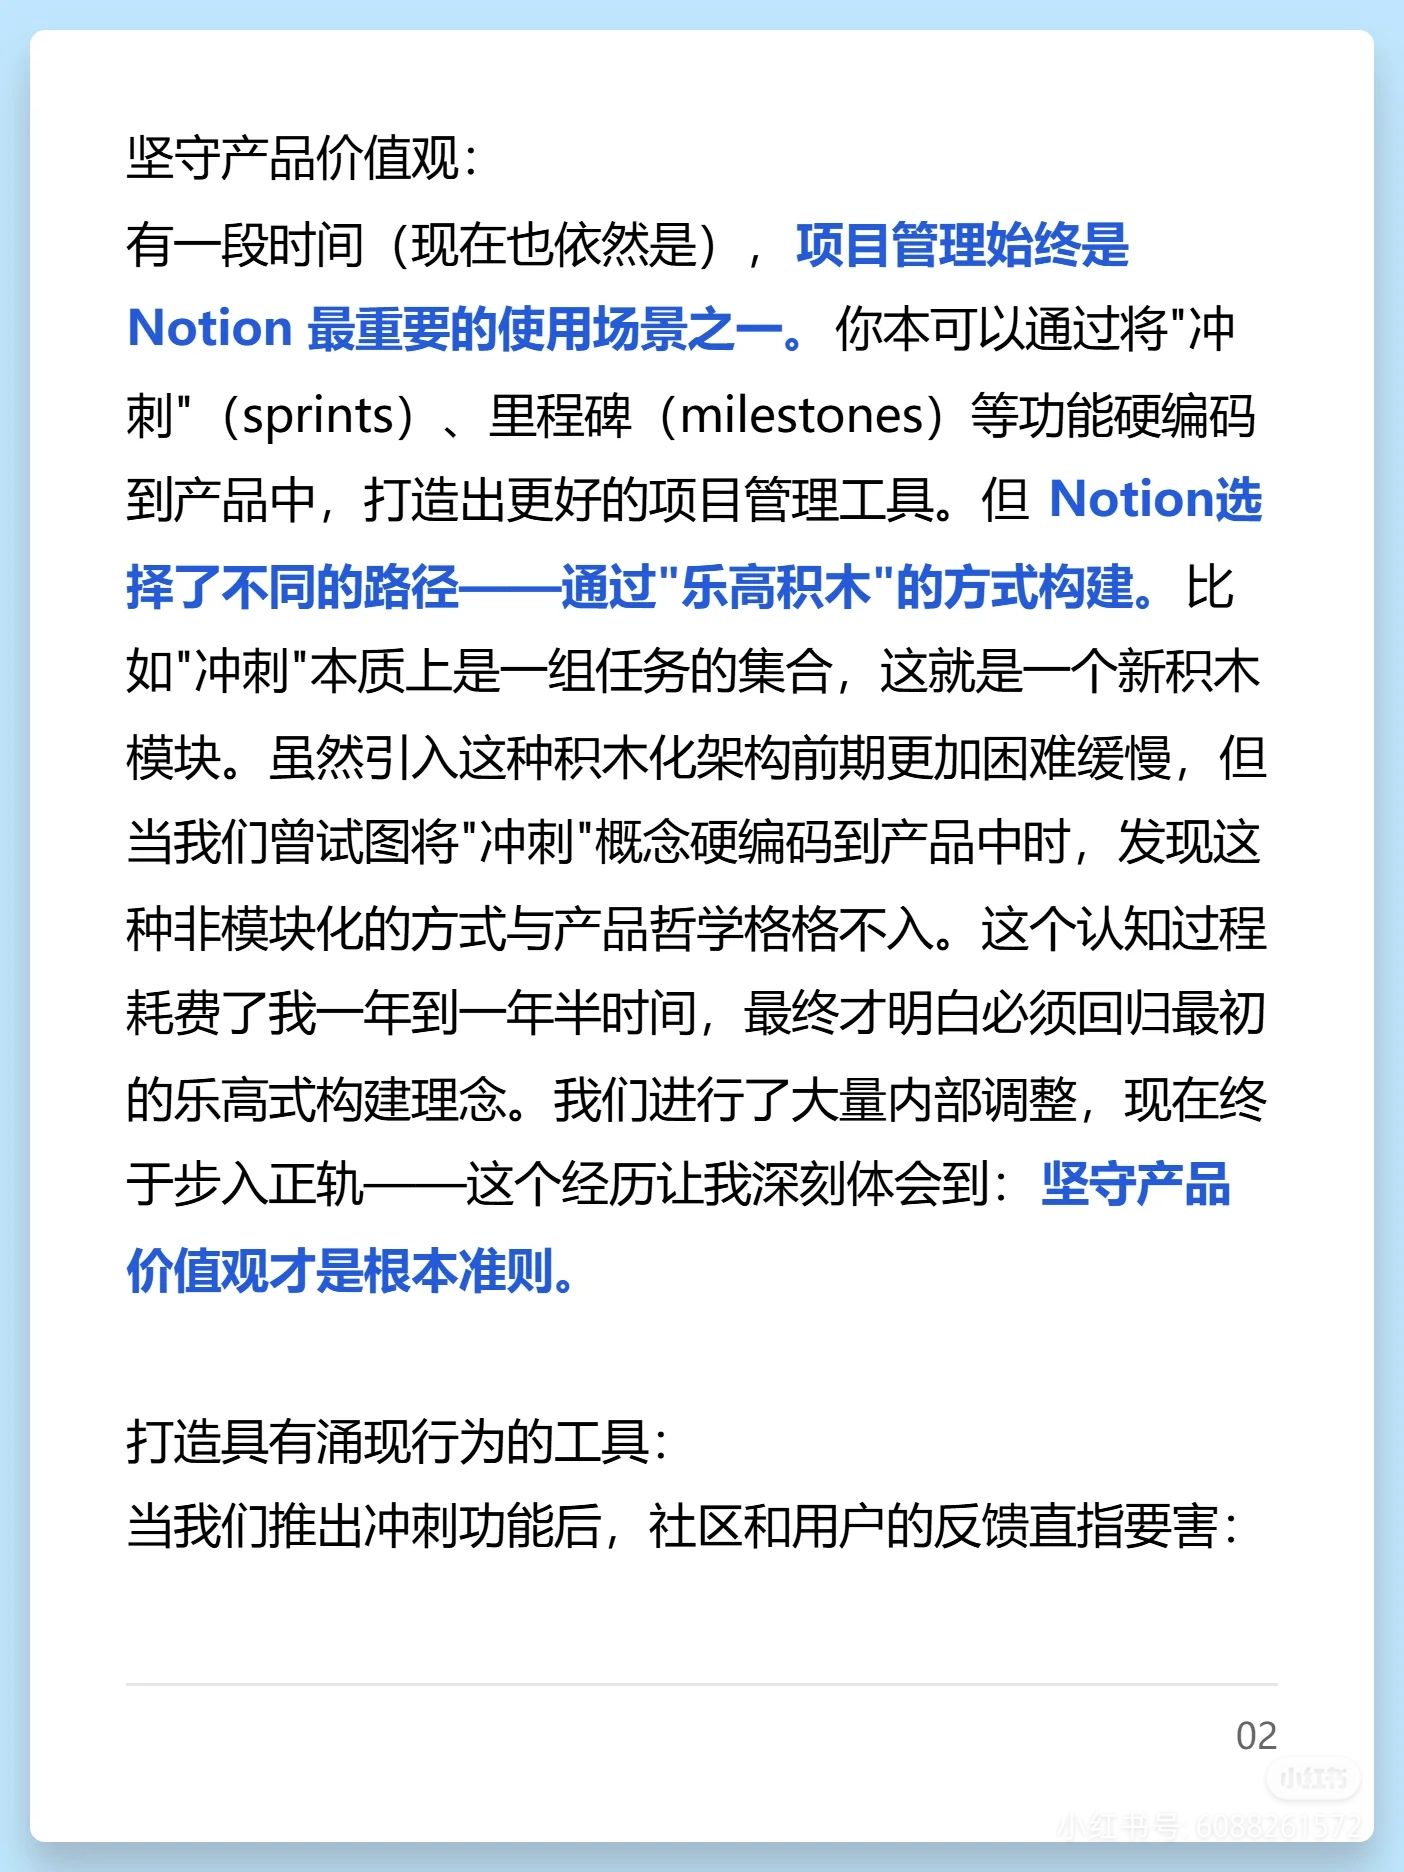 坚守产品价值观：
有一段时间（现在也依然是），项目管理始终是
Notion 最重要的使用场景之一。你本可以通过将"冲
刺"（sprints）、里程碑（milestones）等功能硬编码
到产品中，打造出更好的项目管理工具。但 Notion选
择了不同的路径——通过"乐高积木"的方式构建。比
如"冲刺"本质上是一组任务的集合，这就是一个新积木
模块。虽然引入这种积木化架构前期更加困难缓慢，但
当我们曾试图将"冲刺"概念硬编码到产品中时，发现这
种非模块化的方式与产品哲学格格不入。这个认知过程
耗费了我一年到一年半时间，最终才明白必须回归最初
的乐高式构建理念。我们进行了大量内部调整，现在终
于步入正轨——这个经历让我深刻体会到：坚守产品
价值观才是根本准则。
打造具有涌现行为的工具：
当我们推出冲刺功能后，社区和用户的反馈直指要害：
02
小红书
小红书号 6088261572